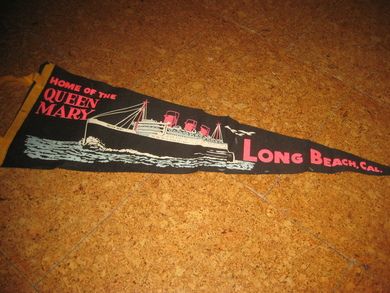 HOME OF THE
QUEEN
MARY
LONG BEACH, CAL.